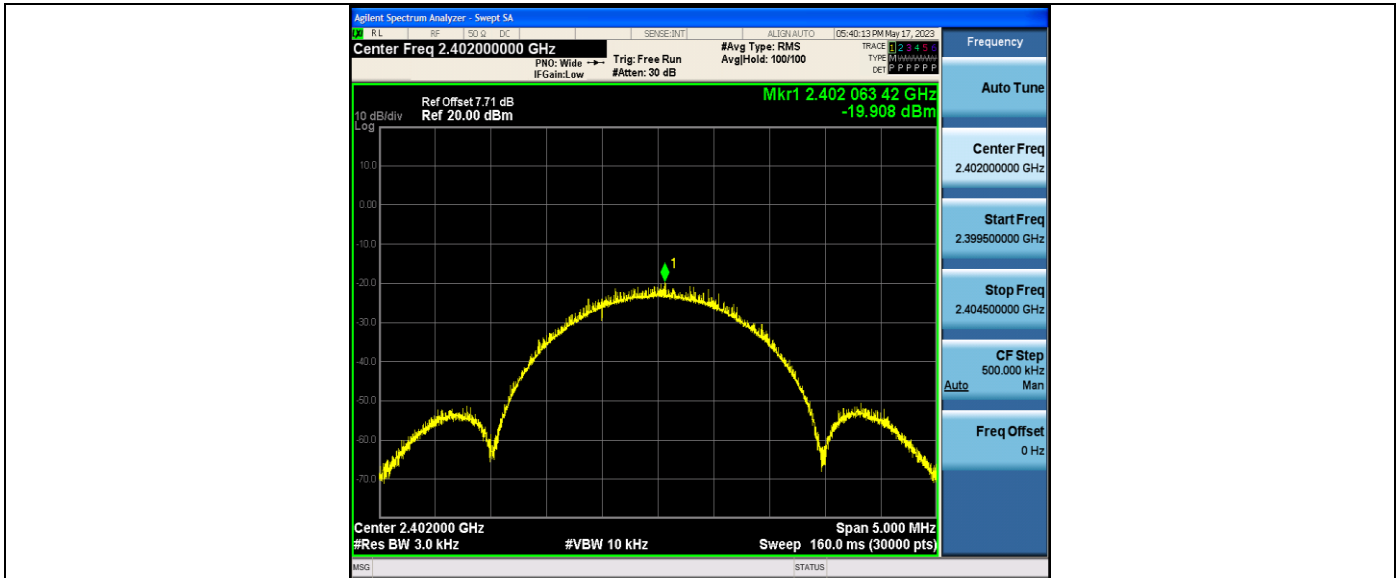 Agilent Spectrum Analyzer - Swept SA
RL RF 50 Ω DC SENSE:INT ALIGN AUTO 05:40:13 PM May 17, 2023
Center Freq 2.402000000 GHz
PNO: Wide
IFGain:Low
Trig: Free Run
#Atten: 30 dB
#Avg Type: RMS
Avg|Hold: 100/100
TRACE 1 2 3 4 5 6
TYPE M
DET P P P P P P
Mkr1 2.402 063 42 GHz
-19.908 dBm
Ref Offset 7.71 dB
10 dB/div Ref 20.00 dBm
Log
10.0
0.00
-10.0
-20.0
-30.0
-40.0
-50.0
-60.0
-70.0
1
Center 2.402000 GHz Span 5.000 MHz
#Res BW 3.0 kHz #VBW 10 kHz Sweep 160.0 ms (30000 pts)
MSG STATUS
Frequency
Auto Tune
Center Freq
2.402000000 GHz
Start Freq
2.399500000 GHz
Stop Freq
2.404500000 GHz
CF Step
500.000 kHz
Auto Man
Freq Offset
0 Hz